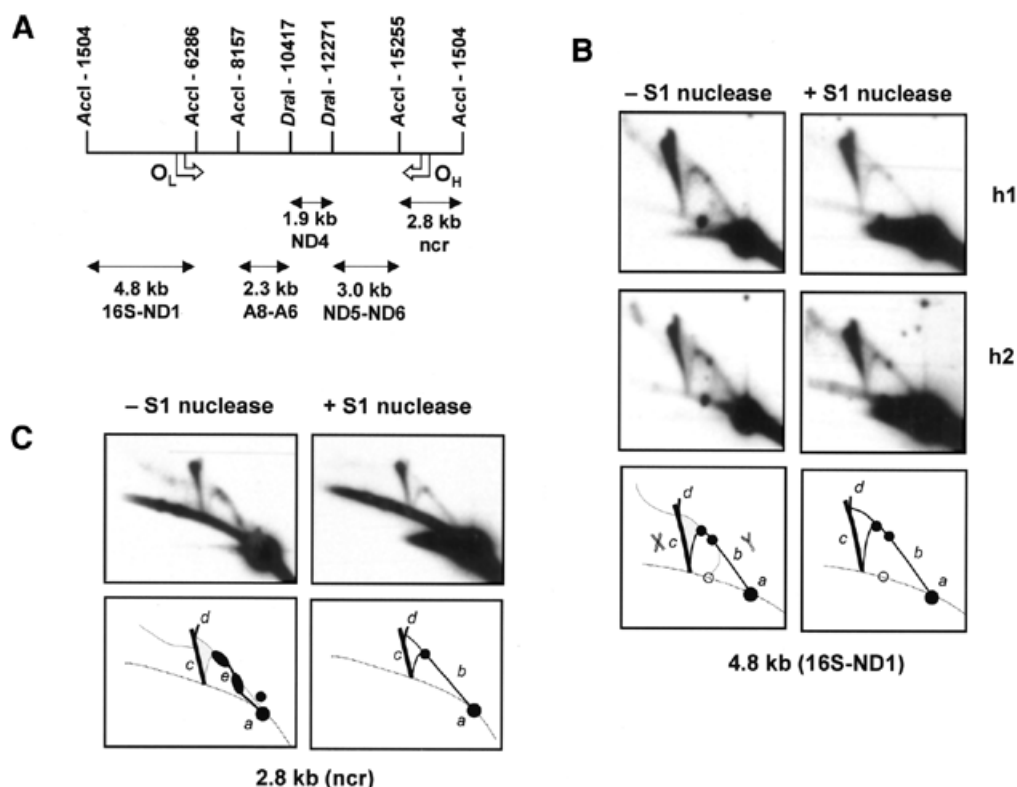 A
AccI - 1504
AccI - 6286
AccI - 8157
DraI - 10417
DraI - 12271
AccI - 15255
AccI - 1504
OL
OH
1.9 kb
ND4
2.8 kb
ncr
4.8 kb
16S-ND1
2.3 kb
A8-A6
3.0 kb
ND5-ND6
B
– S1 nuclease
+ S1 nuclease
h1
h2
d
X c
b y
a
d
c
b
a
4.8 kb (16S-ND1)
C
– S1 nuclease
+ S1 nuclease
d
c
e
a
d
c
b
a
2.8 kb (ncr)